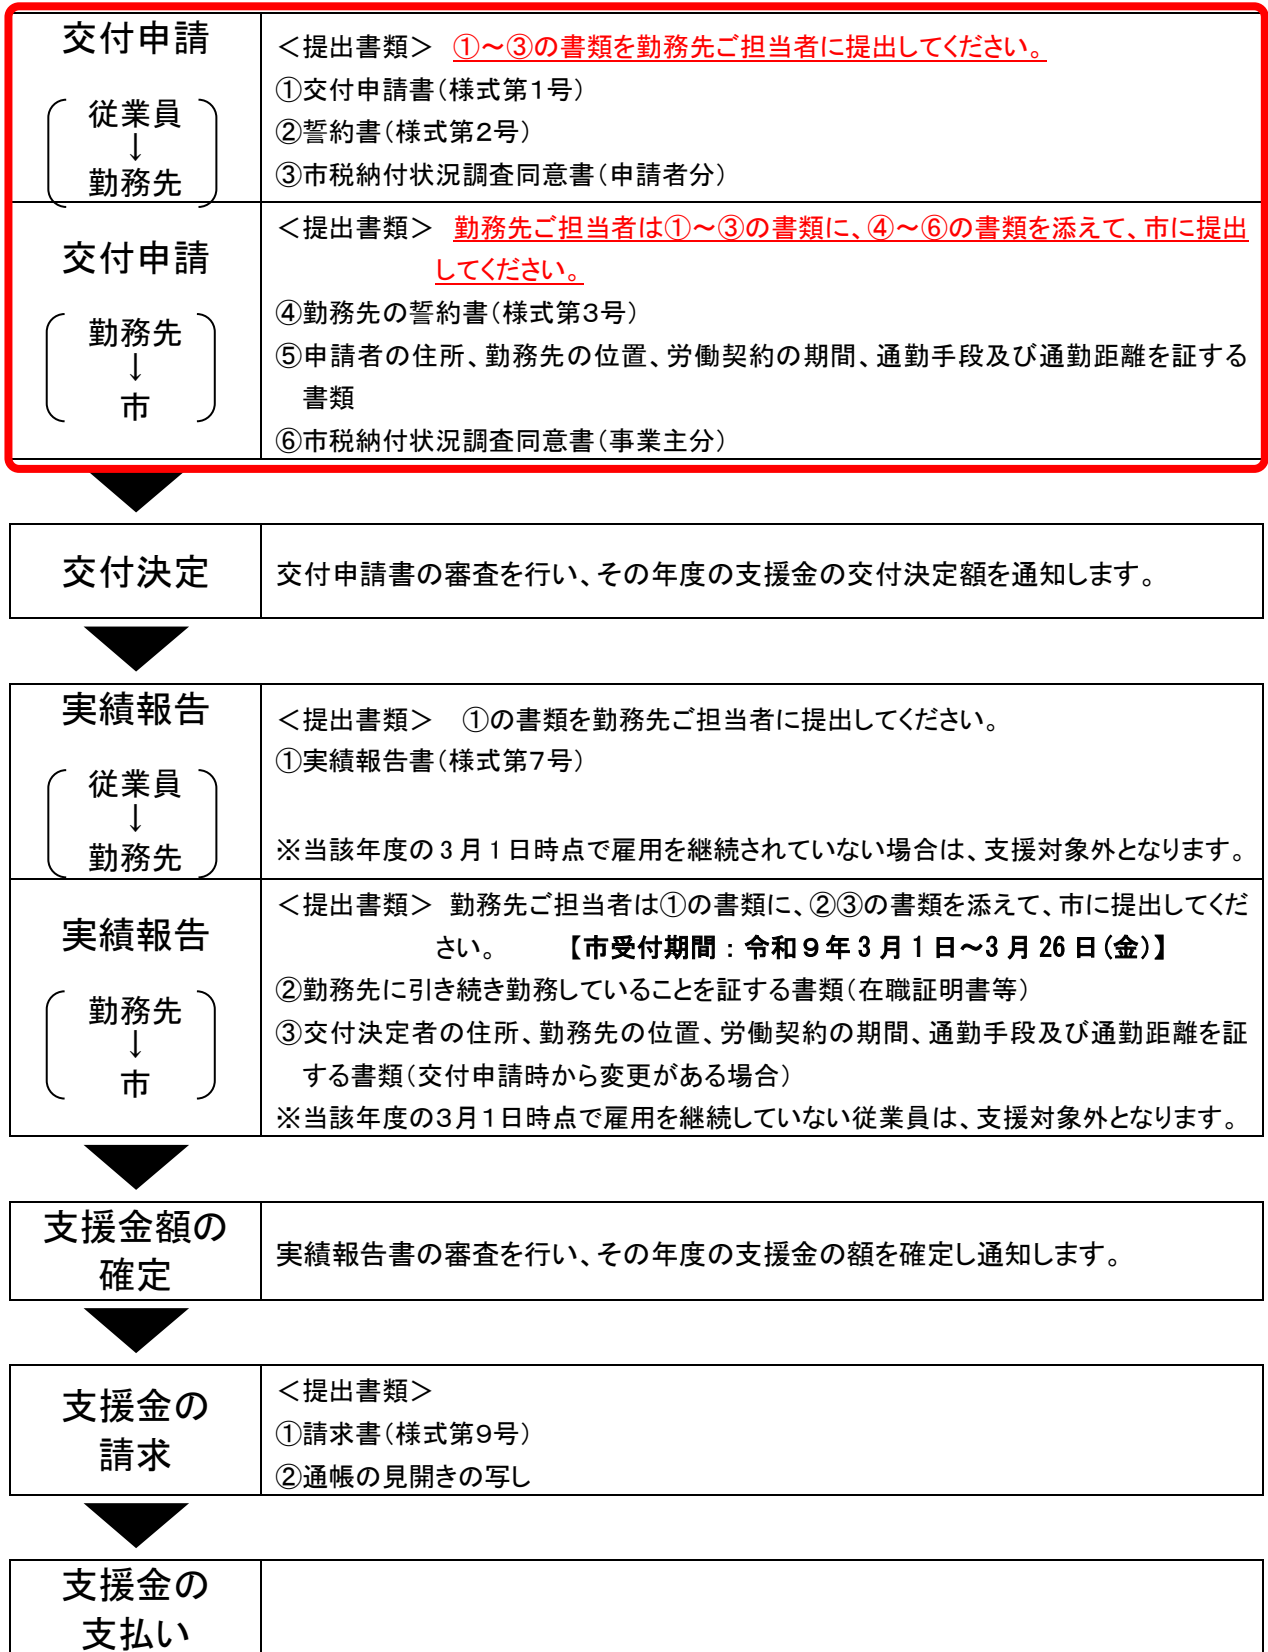 交付申請
従業員
↓
勤務先
＜提出書類＞ ①～③の書類を勤務先ご担当者に提出してください。
①交付申請書（様式第１号）
②誓約書（様式第２号）
③市税納付状況調査同意書（申請者分）
交付申請
勤務先
↓
市
＜提出書類＞ 勤務先ご担当者は①～③の書類に、④～⑥の書類を添えて、市に提出
してください。
④勤務先の誓約書（様式第３号）
⑤申請者の住所、勤務先の位置、労働契約の期間、通勤手段及び通勤距離を証する
書類
⑥市税納付状況調査同意書（事業主分）
交付決定
交付申請書の審査を行い、その年度の支援金の交付決定額を通知します。
実績報告
従業員
↓
勤務先
＜提出書類＞ ①の書類を勤務先ご担当者に提出してください。
①実績報告書（様式第７号）
※当該年度の３月１日時点で雇用を継続されていない場合は、支援対象外となります。
実績報告
勤務先
↓
市
＜提出書類＞ 勤務先ご担当者は①の書類に、②③の書類を添えて、市に提出してくだ
さい。 【市受付期間：令和９年３月１日～３月 26 日（金）】
②勤務先に引き続き勤務していることを証する書類（在職証明書等）
③交付決定者の住所、勤務先の位置、労働契約の期間、通勤手段及び通勤距離を証
する書類（交付申請時から変更がある場合）
※当該年度の３月１日時点で雇用を継続していない従業員は、支援対象外となります。
支援金額の
確定
実績報告書の審査を行い、その年度の支援金の額を確定し通知します。
支援金の
請求
＜提出書類＞
①請求書（様式第９号）
②通帳の見開きの写し
支援金の
支払い